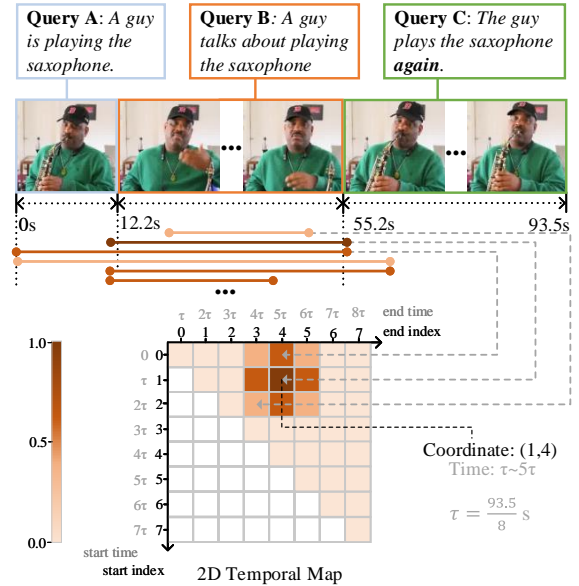 Query A: A guy
is playing the
saxophone.
Query B: A guy
talks about playing
the saxophone
Query C: The guy
plays the saxophone
again.
0s
12.2s
55.2s
93.5s
τ 2τ 3τ 4τ 5τ 6τ 7τ 8τ end time
0 1 2 3 4 5 6 7 end index
1.0
0.5
0.0
0 0
τ 1
2τ 2
3τ 3
4τ 4
5τ 5
6τ 6
7τ 7
Coordinate: (1,4)
Time: τ~5τ
τ = 93.5/8 s
start time
start index
2D Temporal Map